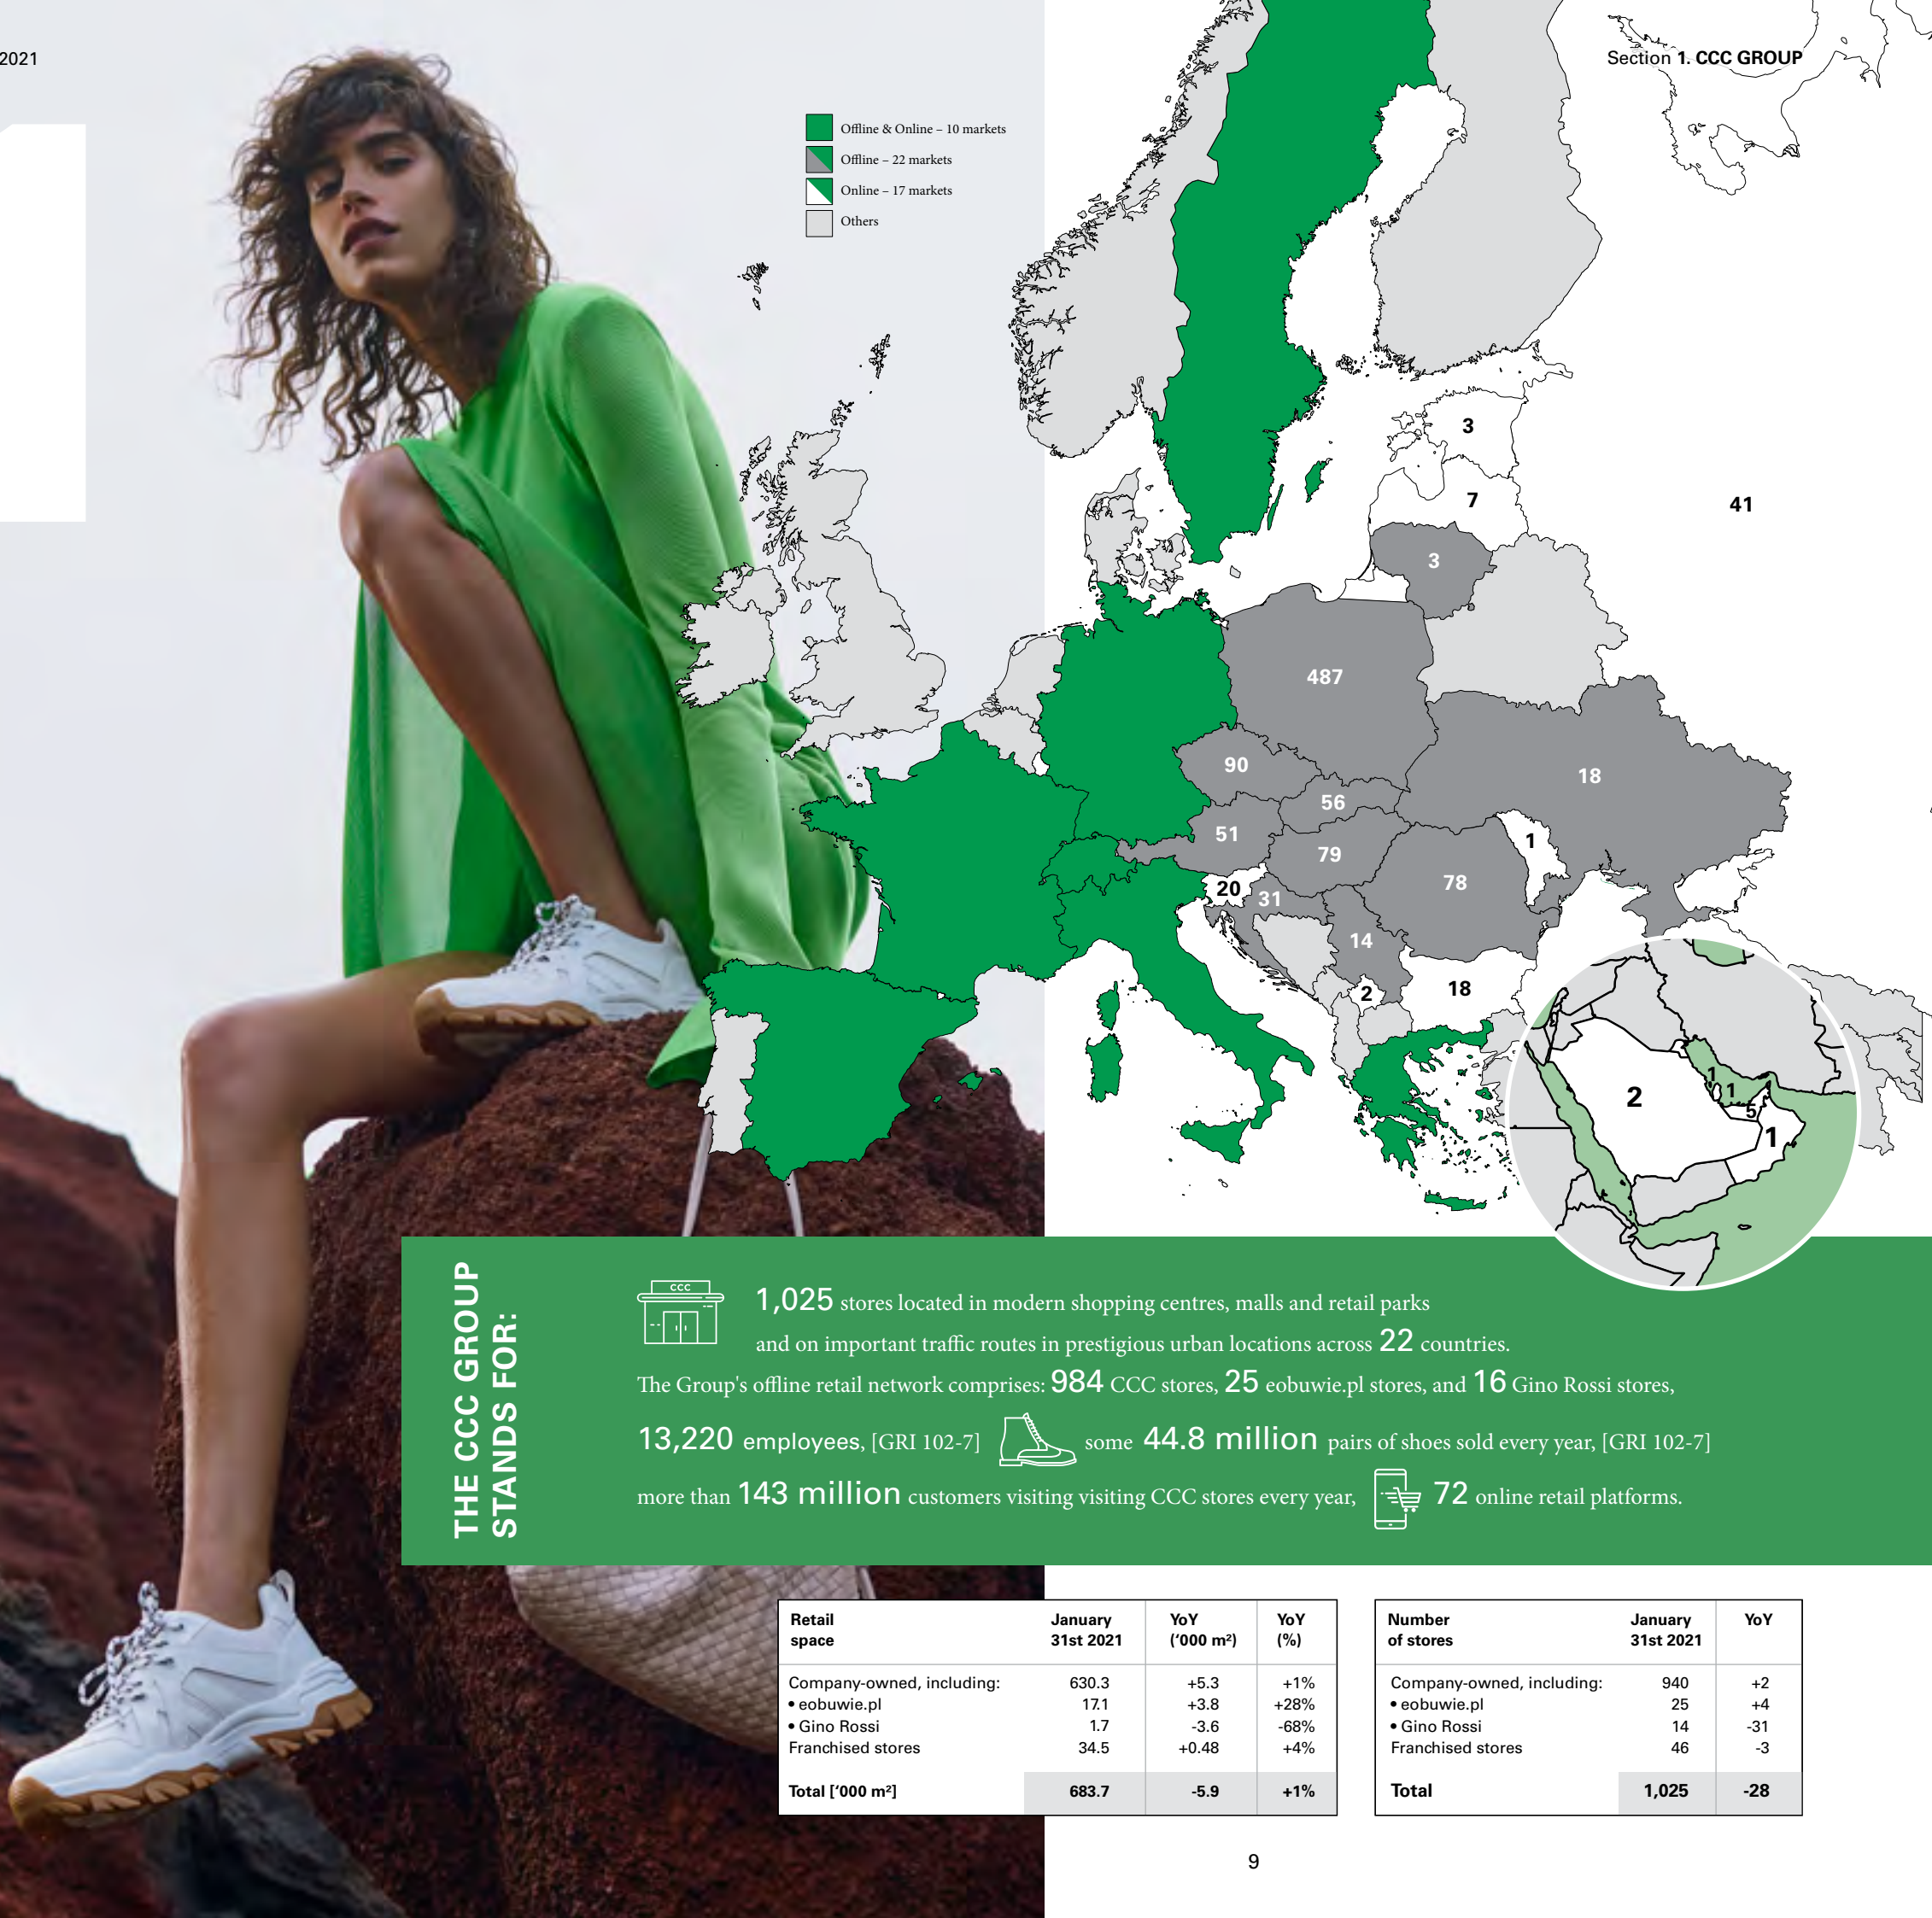 2021
Section 1. CCC GROUP
1
Offline & Online – 10 markets
Offline – 22 markets
Online – 17 markets
Others
3
7
41
3
487
90
18
56
51
1
79
78
20
31
14
18
2
2
1
1
5
1
THE CCC GROUP
STANDS FOR:
CCC
1,025 stores located in modern shopping centres, malls and retail parks
and on important traffic routes in prestigious urban locations across 22 countries.
The Group's offline retail network comprises: 984 CCC stores, 25 eobuwie.pl stores, and 16 Gino Rossi stores,
13,220 employees, [GRI 102-7] some 44.8 million pairs of shoes sold every year, [GRI 102-7]
more than 143 million customers visiting visiting CCC stores every year, 72 online retail platforms.
Retail space January 31st 2021 YoY (‘000 m²) YoY (%)
Company-owned, including: 630.3 +5.3 +1%
• eobuwie.pl 17.1 +3.8 +28%
• Gino Rossi 1.7 -3.6 -68%
Franchised stores 34.5 +0.48 +4%
Total [‘000 m²] 683.7 -5.9 +1%
Number of stores January 31st 2021 YoY
Company-owned, including: 940 +2
• eobuwie.pl 25 +4
• Gino Rossi 14 -31
Franchised stores 46 -3
Total 1,025 -28
9